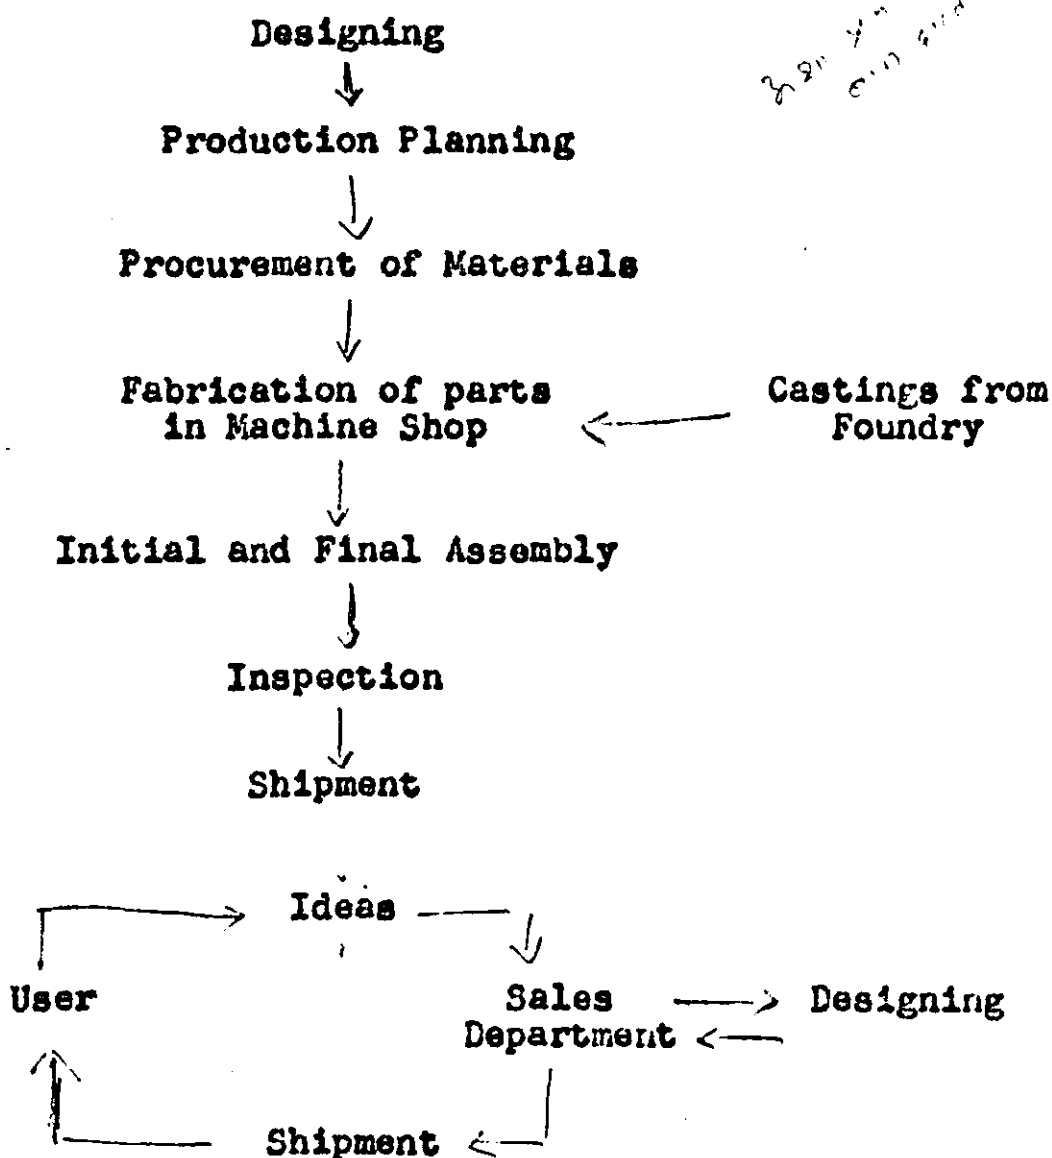 Designing
Production Planning
Procurement of Materials
Fabrication of parts
in Machine Shop
Castings from
Foundry
Initial and Final Assembly
Inspection
Shipment
Ideas
User
Sales
Department
Designing
Shipment